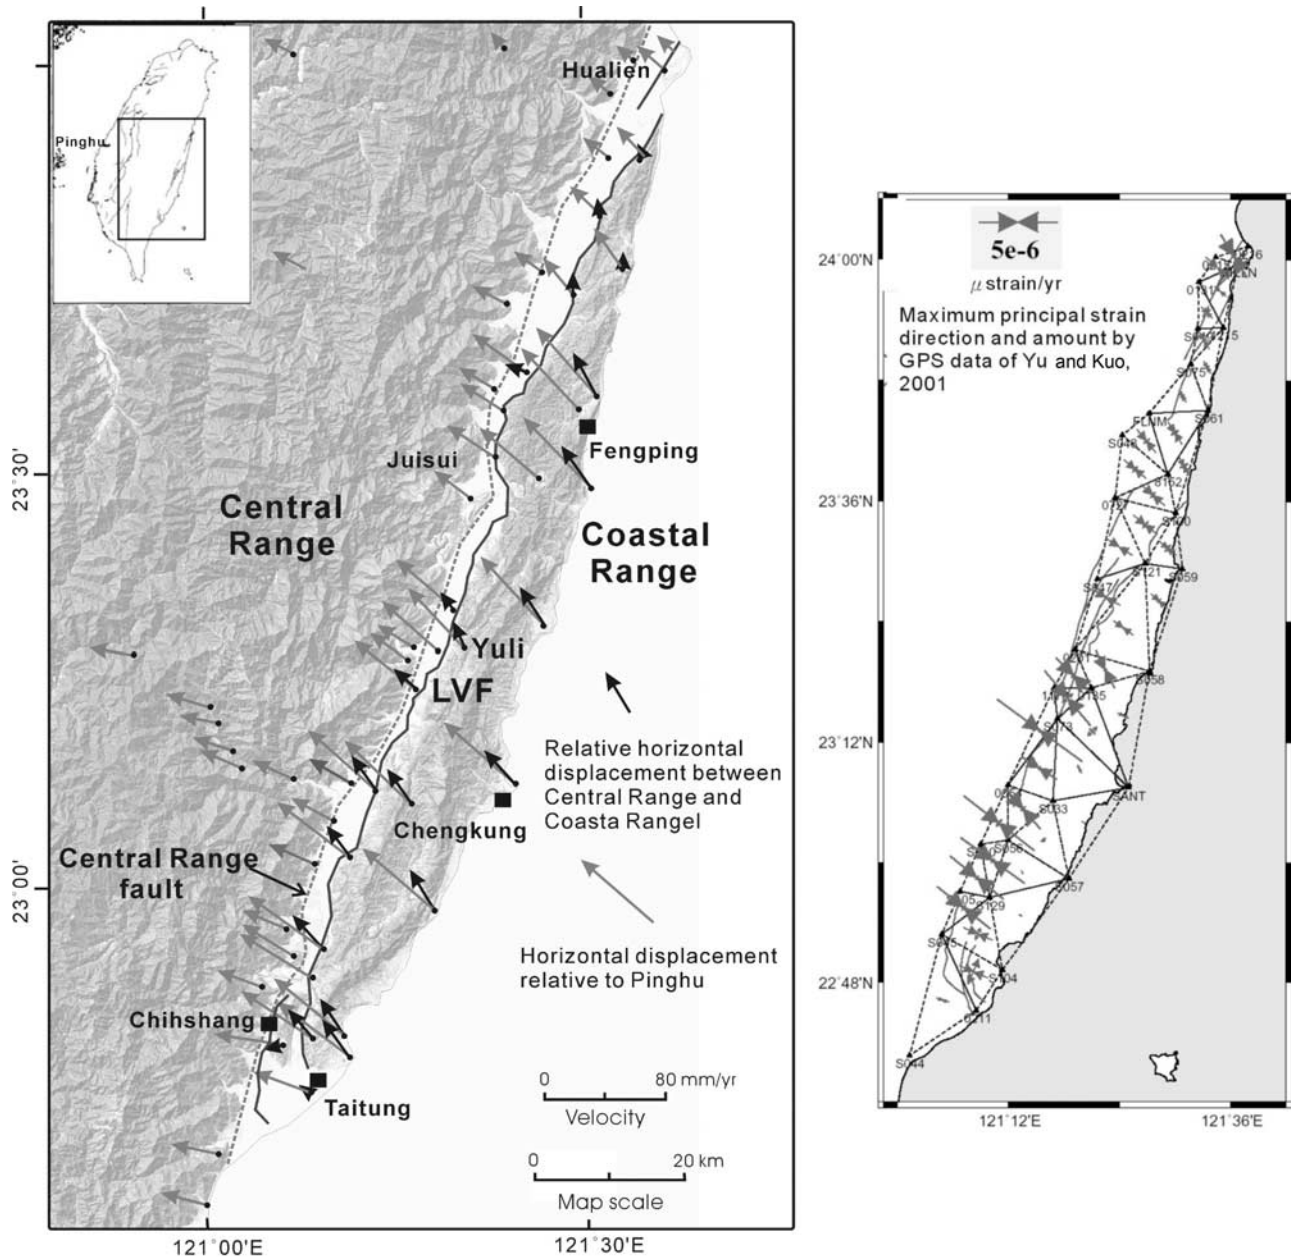 Pinghu
Hualien
Fengping
Juisui
Central
Range
Coastal
Range
Yuli
LVF
Relative horizontal
displacement between
Central Range and
Coasta Rangel
Chengkung
Central Range
fault
Horizontal displacement
relative to Pinghu
Chihshang
Taitung
0
80 mm/yr
Velocity
0
20 km
Map scale
23°30'
23°00
121°00'E
121°30'E
5e-6
μ strain/yr
Maximum principal strain
direction and amount by
GPS data of Yu and Kuo,
2001
24°00'N
23°36'N
23°12'N
22°48'N
121°12'E
121°36'E
S061
S059
S058
SANT
S033
S057
S129
S104
S044